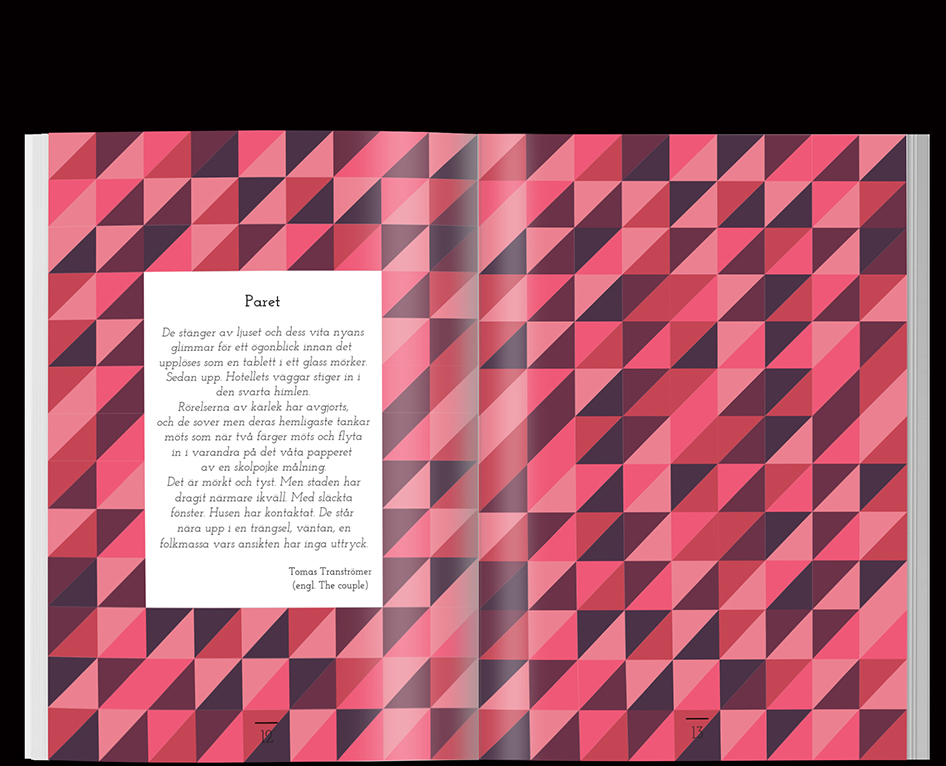 Paret
De stänger av ljuset och dess vita nyans
glimmar för ett ögonblick innan det
upplöses som en tablett i ett glass mörker.
Sedan upp. Hotellets väggar stiger in i
den svarta himlen.
Rörelserna av kärlek har avgjorts,
och de sover men deras hemligaste tankar
möts som när två färger möts och flyta
in i varandra på det våta papperet
av en skolpojke målning.
Det är mörkt och tyst. Men staden har
dragit närmare ikväll. Med släckta
fönster. Husen har kontaktat. De står
nära upp i en trängsel, väntan, en
folkmassa vars ansikten har inga uttryck.
Tomas Tranströmer
(engl. The couple)
12
13